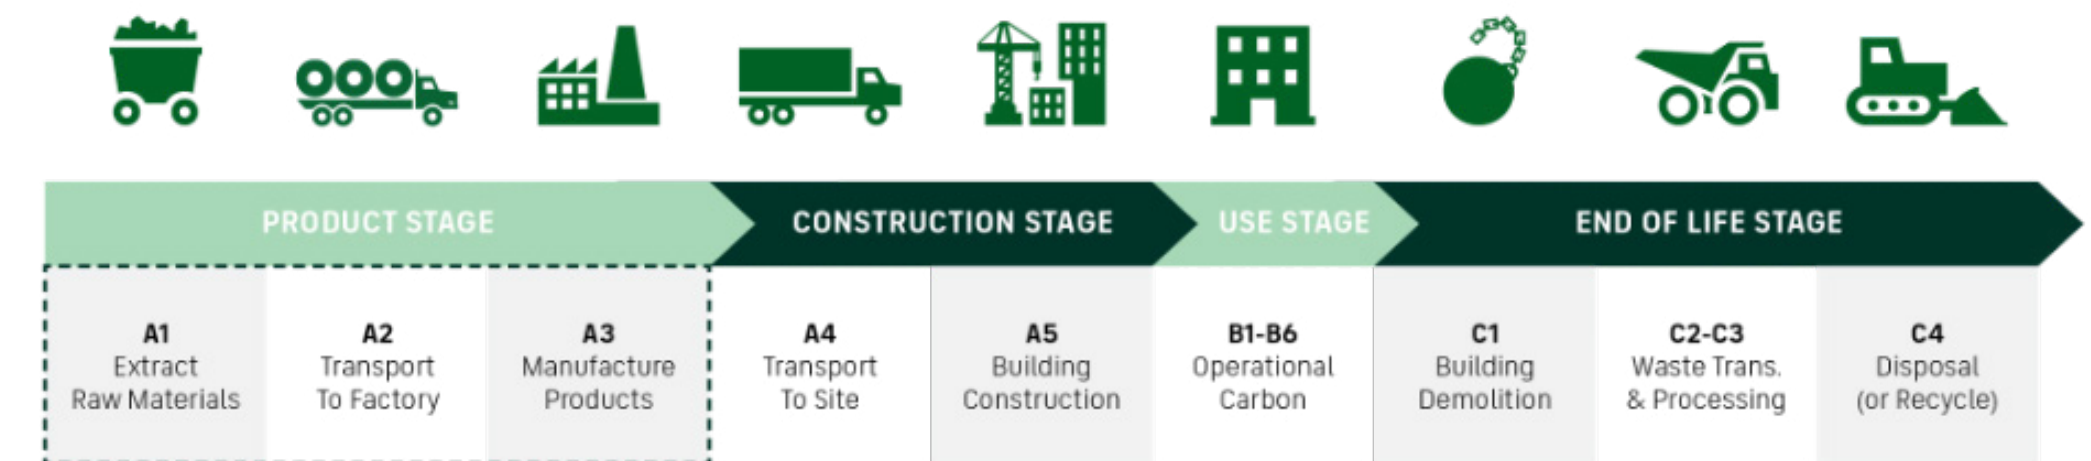 PRODUCT STAGE
CONSTRUCTION STAGE
USE STAGE
END OF LIFE STAGE
A1
Extract
Raw Materials
A2
Transport
To Factory
A3
Manufacture
Products
A4
Transport
To Site
A5
Building
Construction
B1-B6
Operational
Carbon
C1
Building
Demolition
C2-C3
Waste Trans.
& Processing
C4
Disposal
(or Recycle)